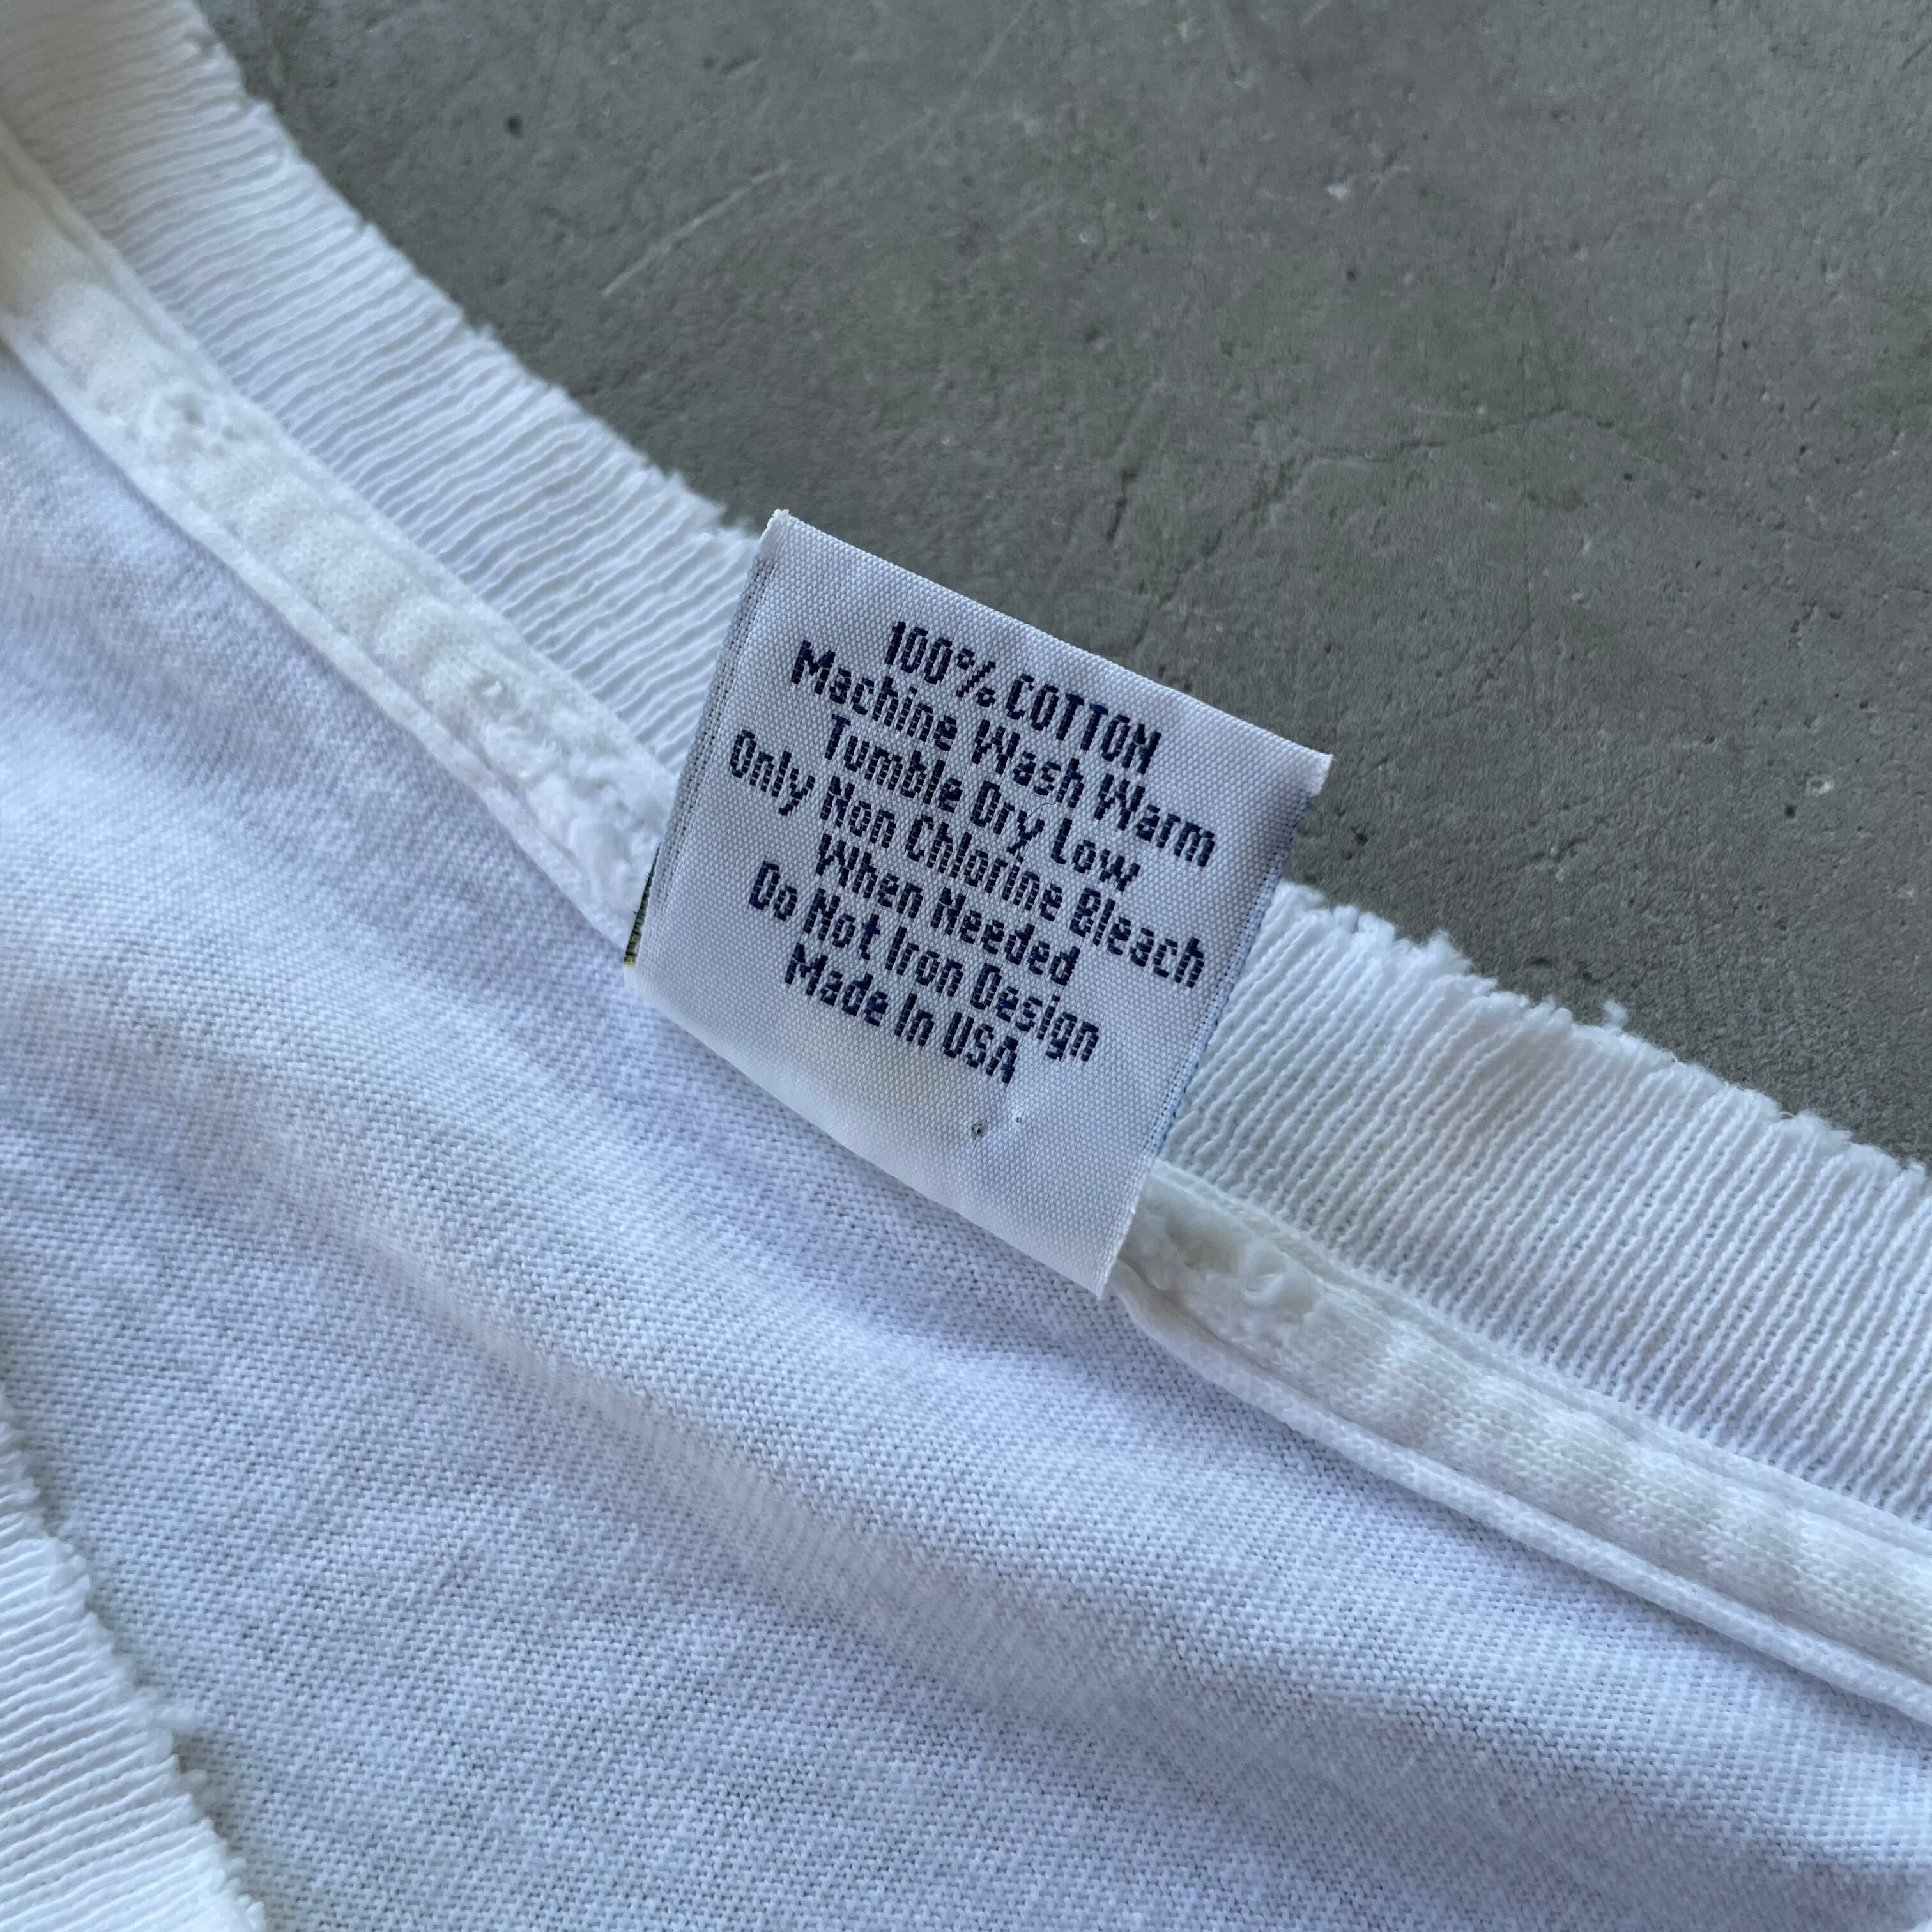 100% COTTON
Machine Wash Warm
Tumble Dry Low
Only Non Chlorine Bleach
When Needed
Do Not Iron Design
Made In USA